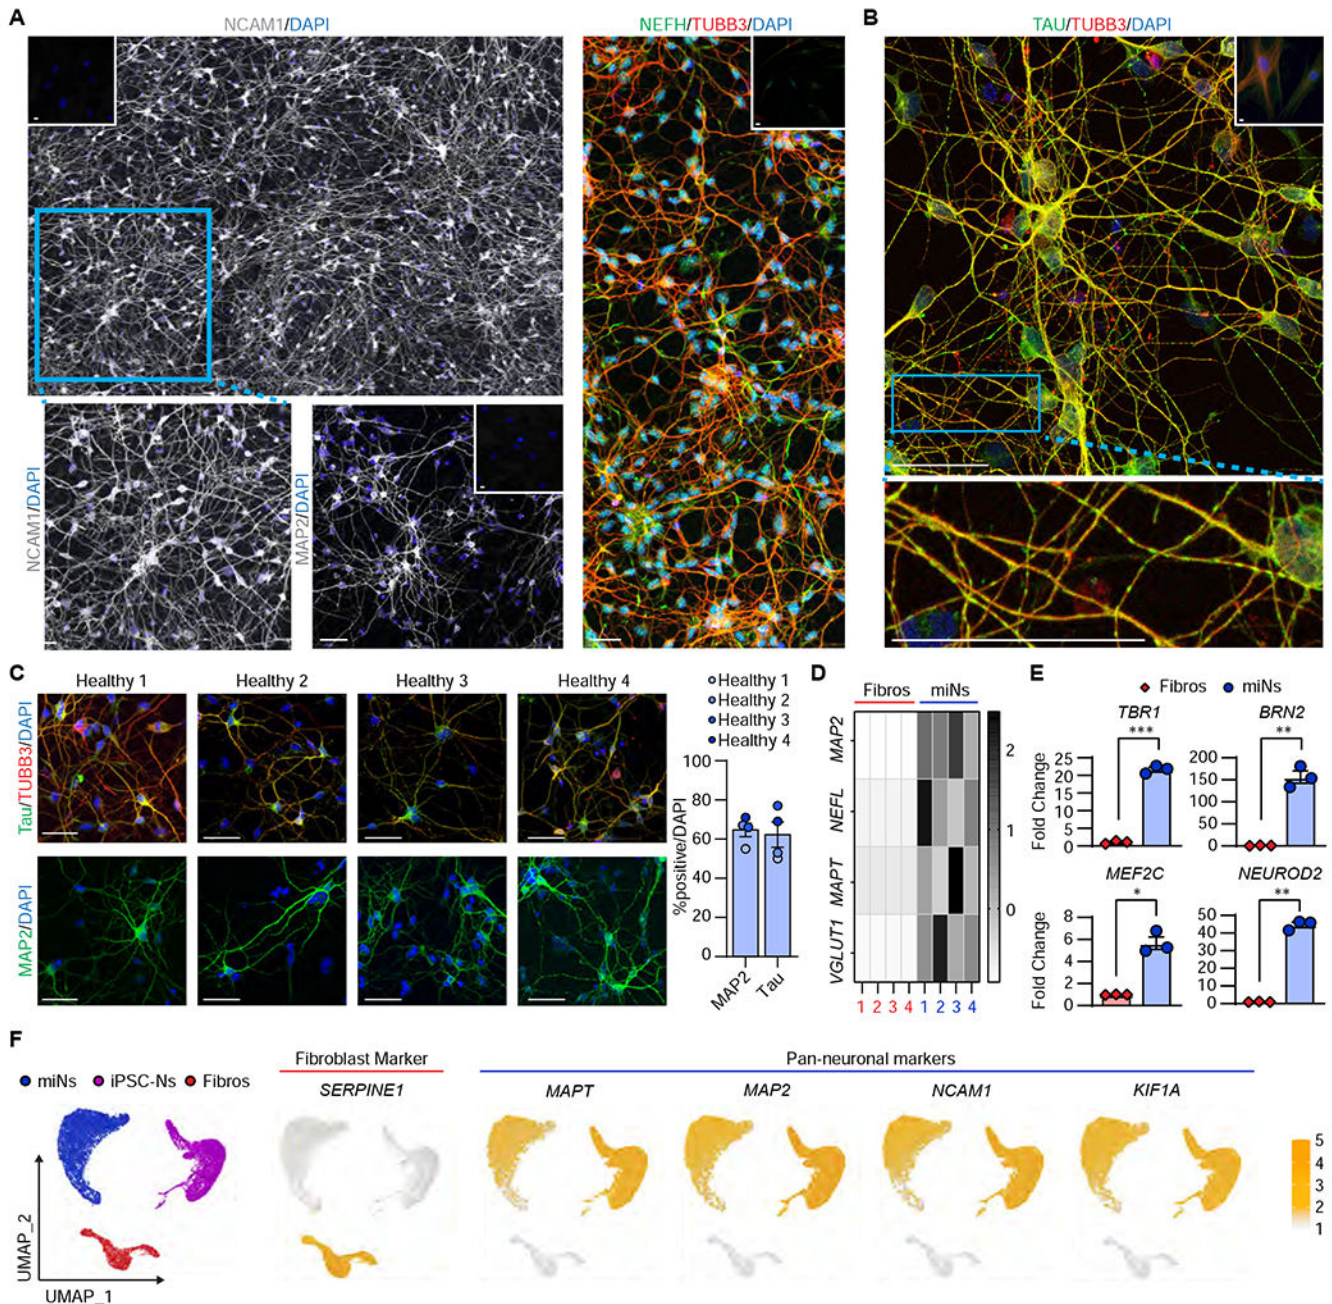 A
NCAM1/DAPI
NEFH/TUBB3/DAPI
B
TAU/TUBB3/DAPI
NCAM1/DAPI
MAP2/DAPI
C
Healthy 1
Healthy 2
Healthy 3
Healthy 4
Tau/TUBB3/DAPI
MAP2/DAPI
Healthy 1
Healthy 2
Healthy 3
Healthy 4
%positive/DAPI
100
80
60
40
20
0
MAP2
Tau
D
Fibros
miNs
MAP2
NEFL
MAPT
VGLUT1
2
1
0
1 2 3 4 1 2 3 4
E
Fibros
miNs
TBR1
***
Fold Change
25
20
15
10
5
0
BRN2
**
200
150
100
50
0
MEF2C
*
Fold Change
8
6
4
2
0
NEUROD2
**
50
40
30
20
10
0
F
miNs
iPSC-Ns
Fibros
UMAP_2
UMAP_1
Fibroblast Marker
SERPINE1
Pan-neuronal markers
MAPT
MAP2
NCAM1
KIF1A
5
4
3
2
1